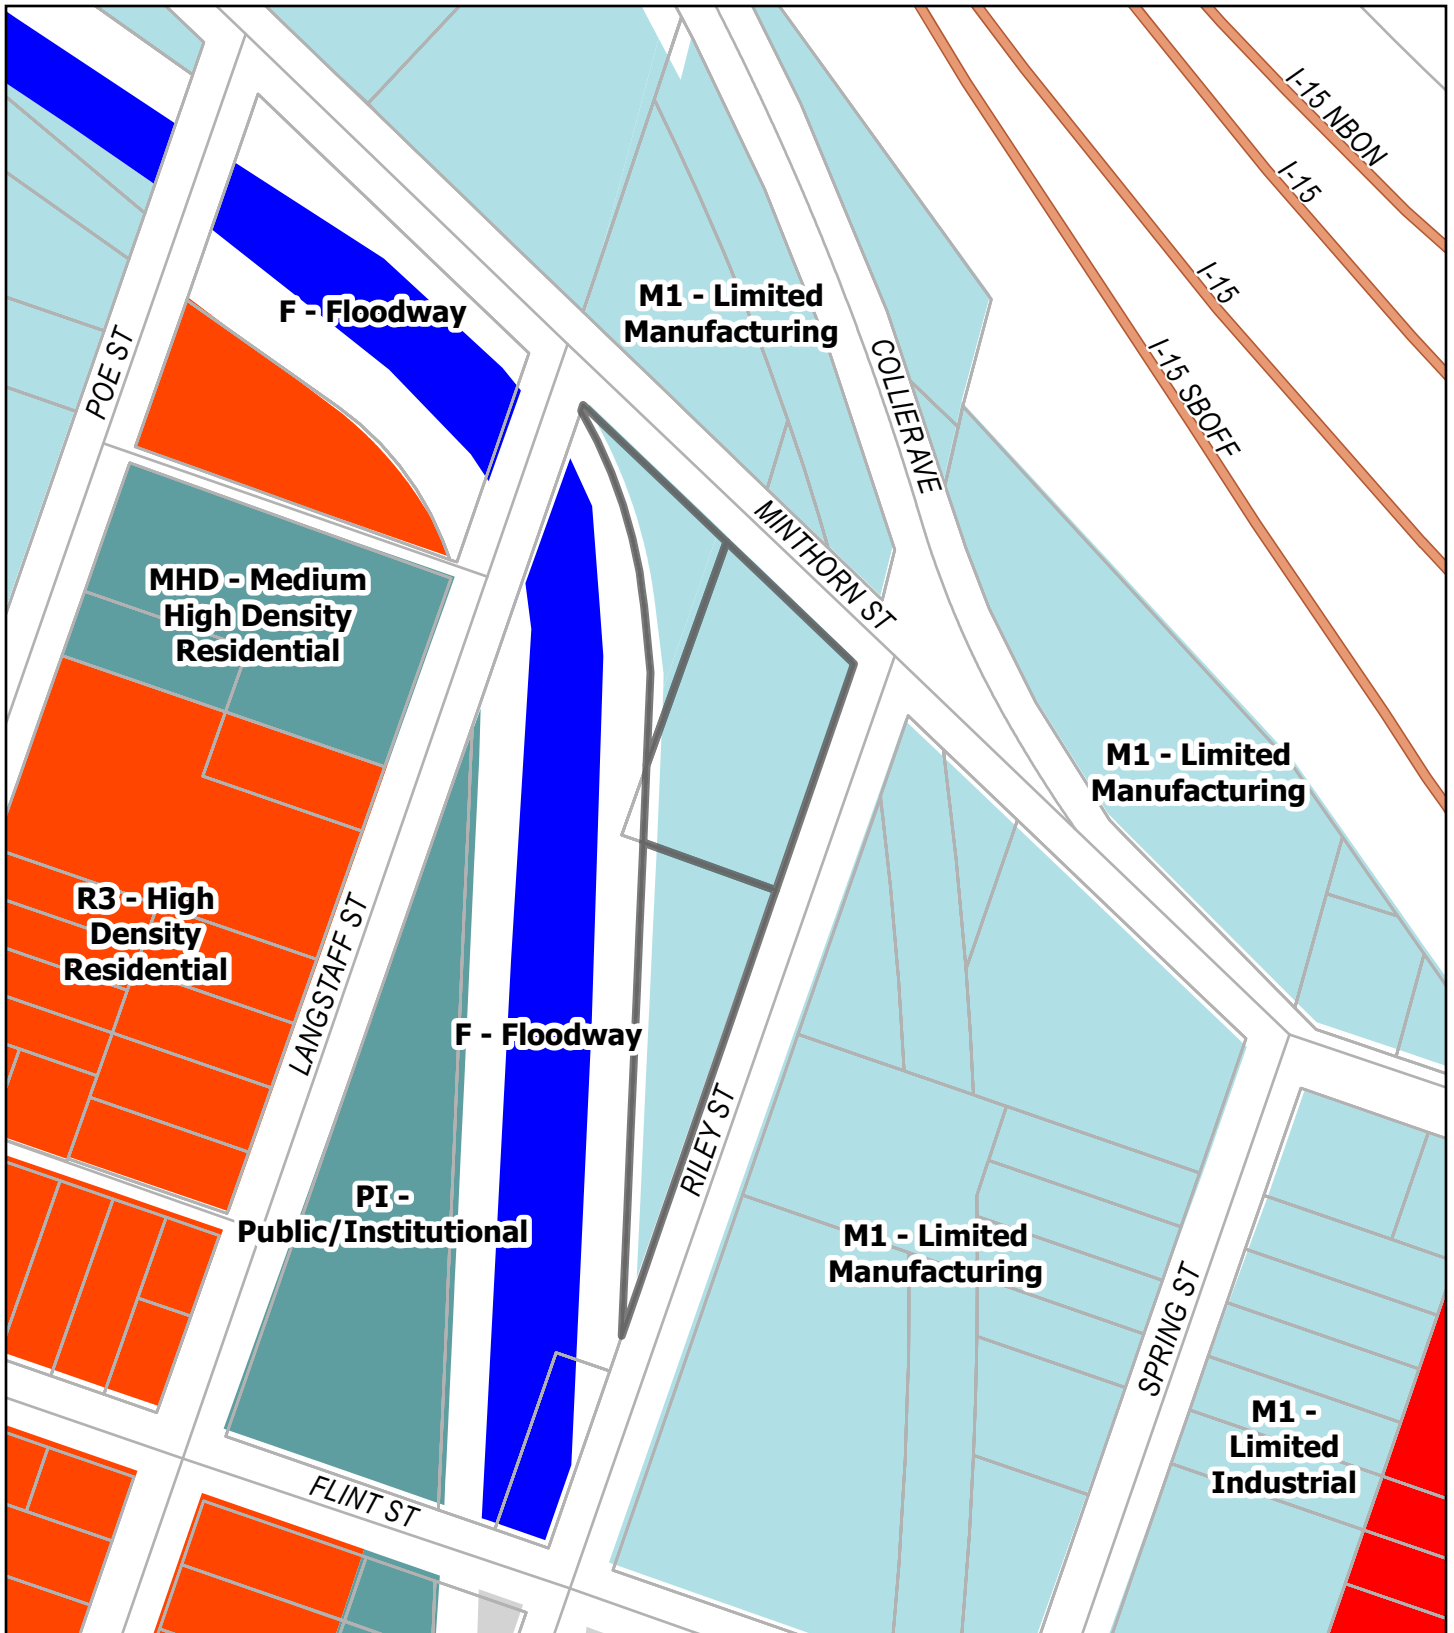 I-15 NBON
I-15
I-15
I-15 SBOFF
F - Floodway
M1 - Limited
Manufacturing
POE ST
COLLIER AVE
MINTHORN ST
MHD - Medium
High Density
Residential
M1 - Limited
Manufacturing
R3 - High
Density
Residential
LANGSTAFF ST
F - Floodway
RILEY ST
PI -
Public/Institutional
M1 - Limited
Manufacturing
SPRING ST
M1 -
Limited
Industrial
FLINT ST